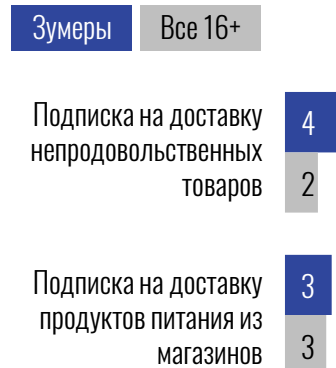 Зумеры Все 16+
Подписка на доставку
непродовольственных
товаров
4
2
Подписка на доставку
продуктов питания из
магазинов
3
3